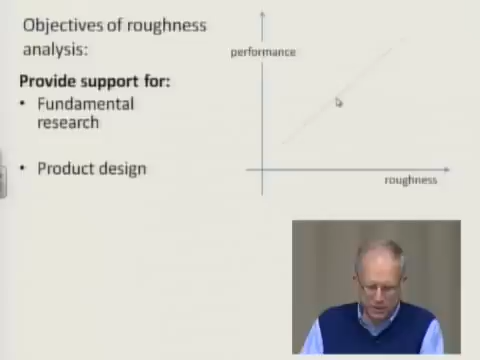 Objectives of roughness
analysis:
Provide support for:
• Fundamental
research
• Product design
performance
roughness